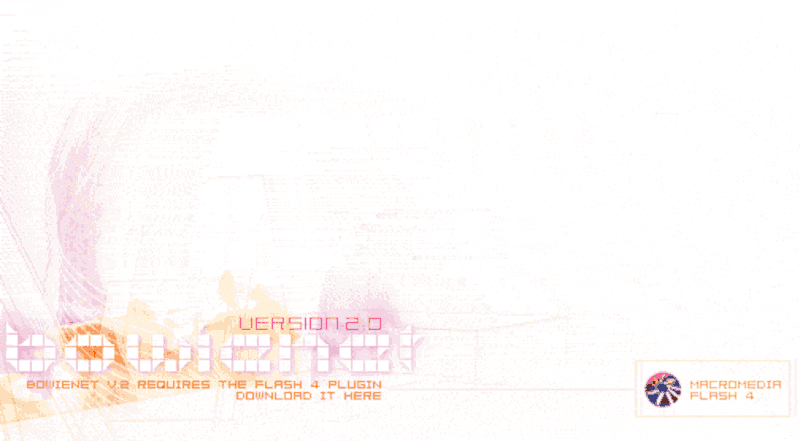 VERSION 2.0
bowienet
BOWIENET V.2 REQUIRES THE FLASH 4 PLUGIN
DOWNLOAD IT HERE
MACROMEDIA
FLASH 4